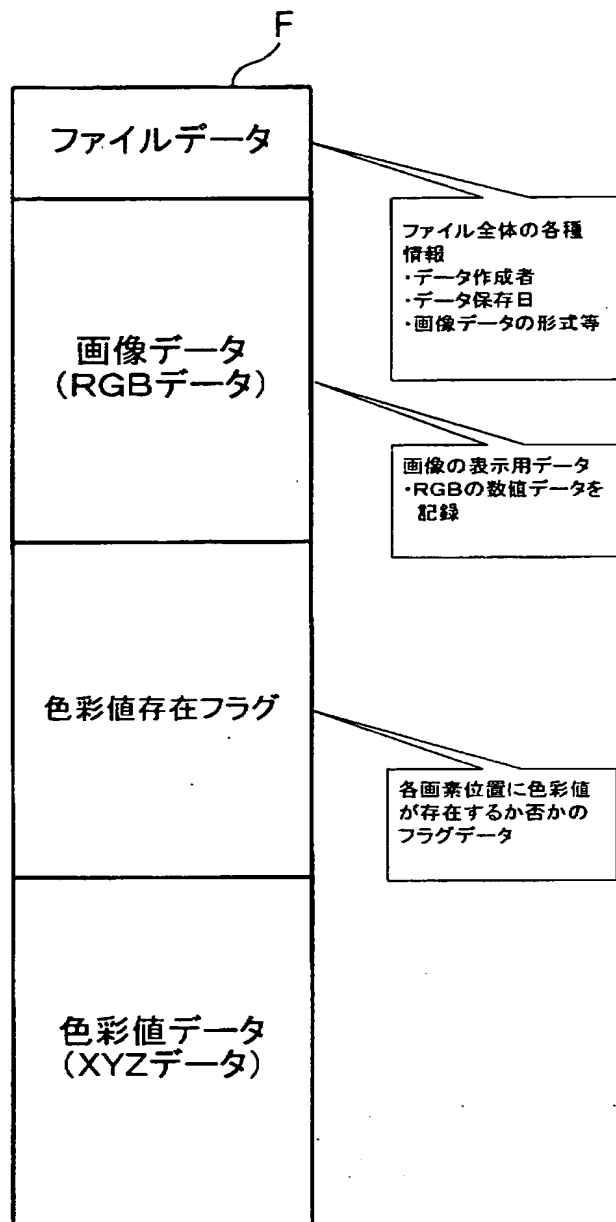 F
ファイルデータ
ファイル全体の各種
情報
・データ作成者
・データ保存日
・画像データの形式等
画像データ
(RGBデータ)
画像の表示用データ
・RGBの数値データを
記録
色彩値存在フラグ
各画素位置に色彩値
が存在するか否かの
フラグデータ
色彩値データ
(XYZデータ)